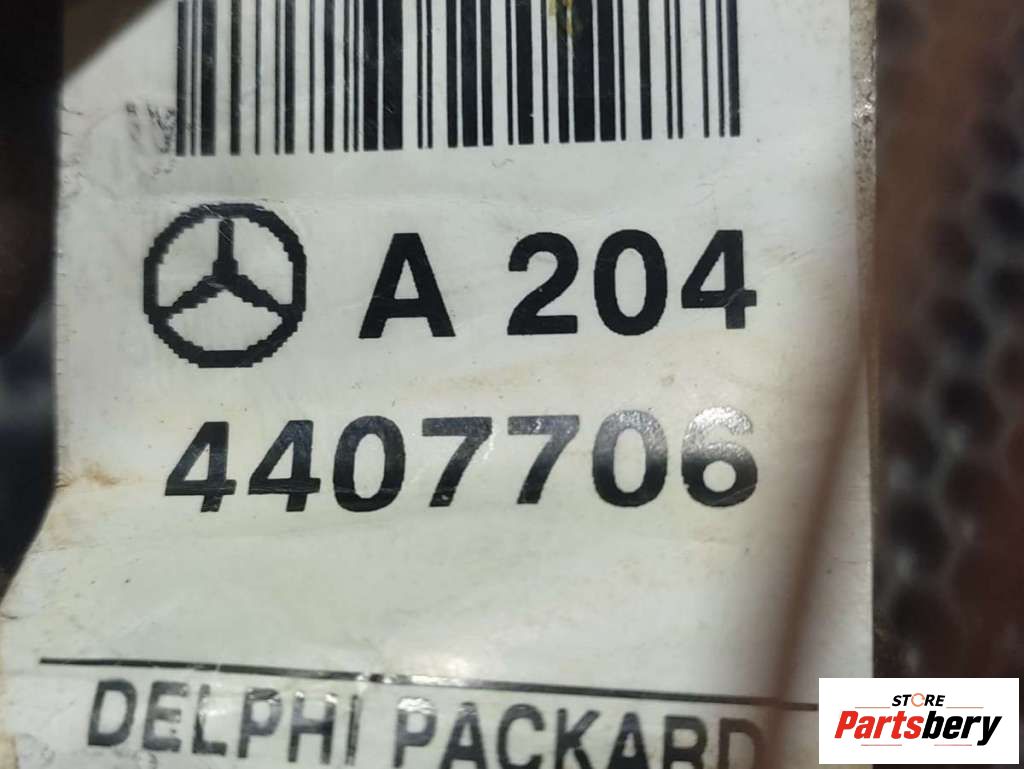 A 204
4407706
DELPHI PACKARD
STORE
Partsbery